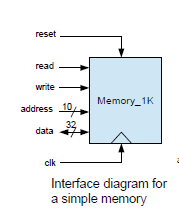 reset
read
write
address 10
data 32
Memory_1K
clk
Interface diagram for
a simple memory